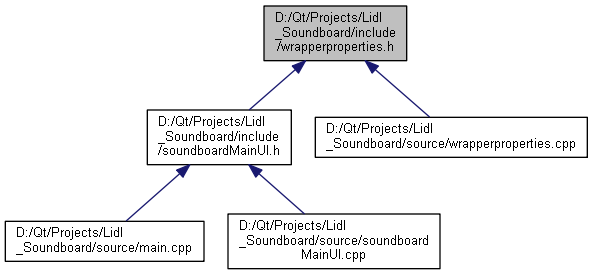 D:/Qt/Projects/Lidl
_Soundboard/include
/wrapperproperties.h
D:/Qt/Projects/Lidl
_Soundboard/include
/soundboardMainUI.h
D:/Qt/Projects/Lidl
_Soundboard/source/wrapperproperties.cpp
D:/Qt/Projects/Lidl
_Soundboard/source/main.cpp
D:/Qt/Projects/Lidl
_Soundboard/source/soundboard
MainUI.cpp